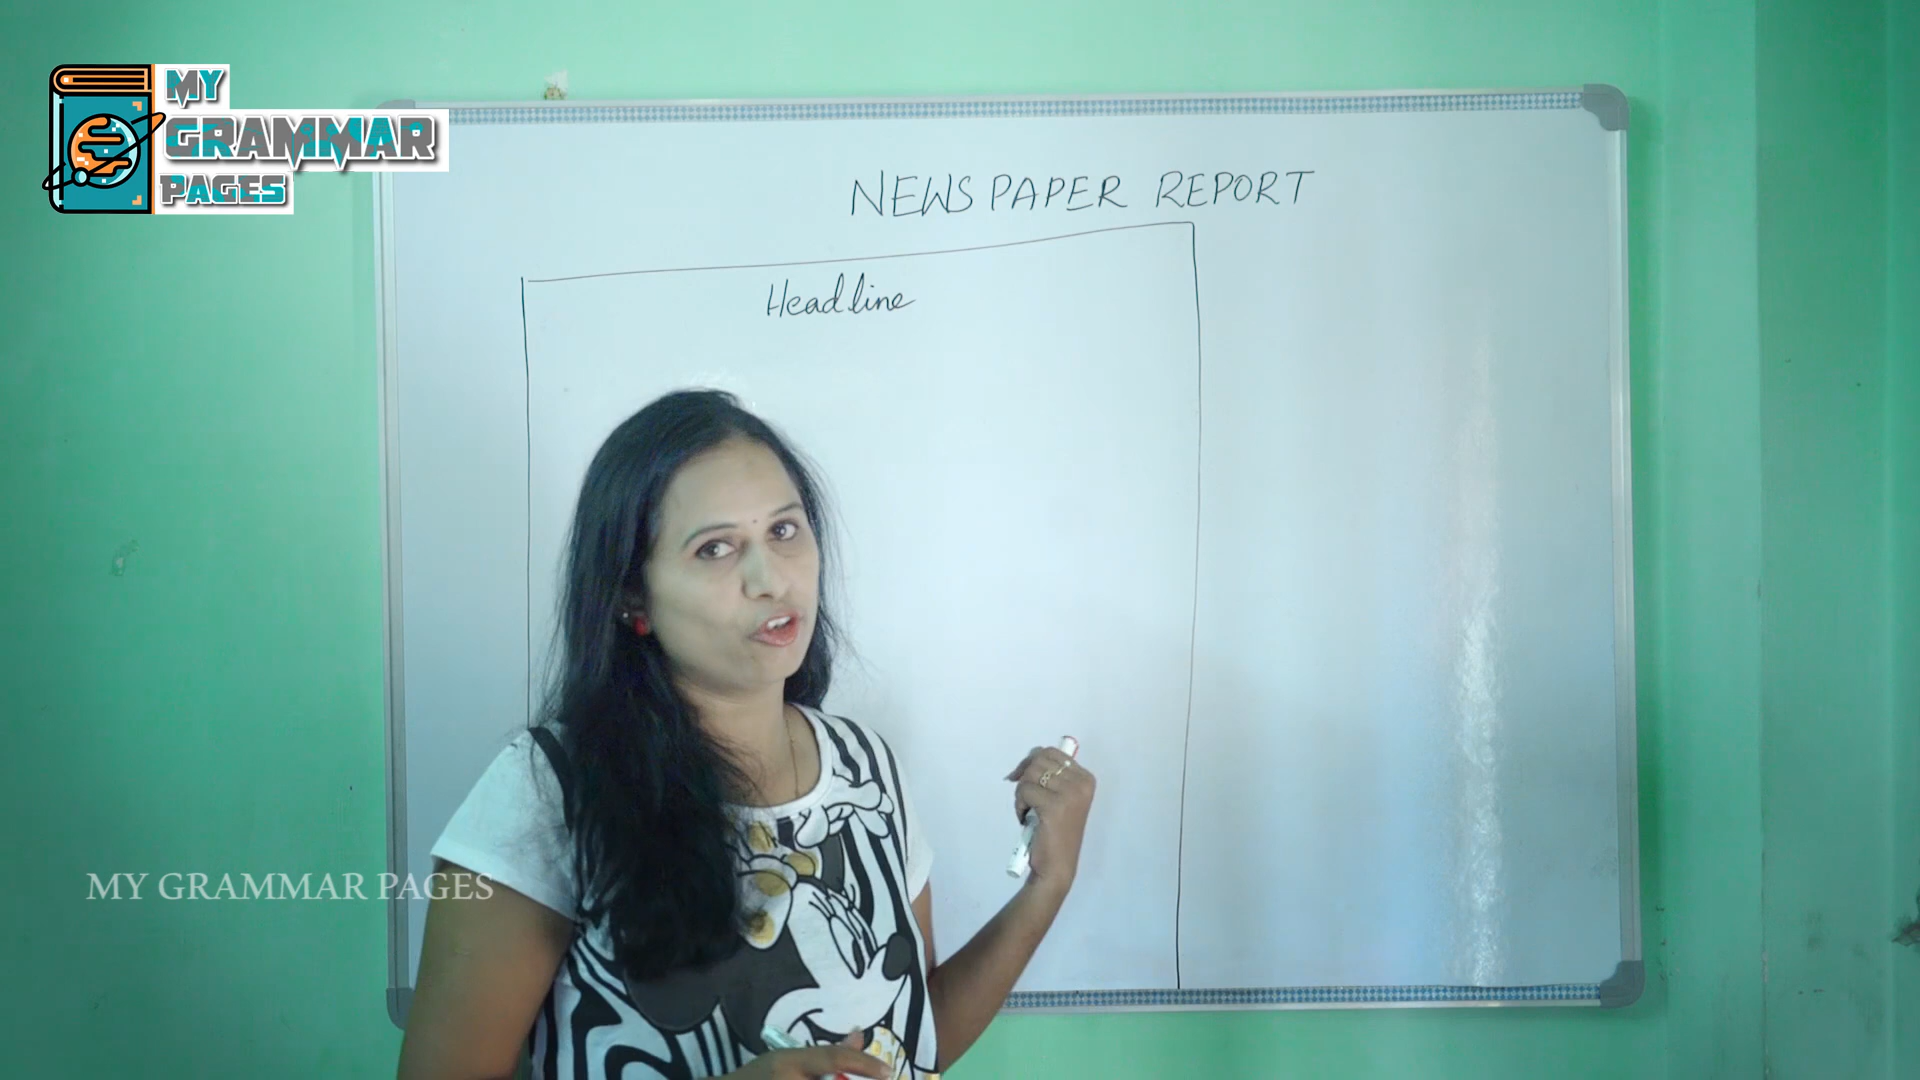 MY
GRAMMAR
PAGES
NEWSPAPER REPORT
Headline
MY GRAMMAR PAGES